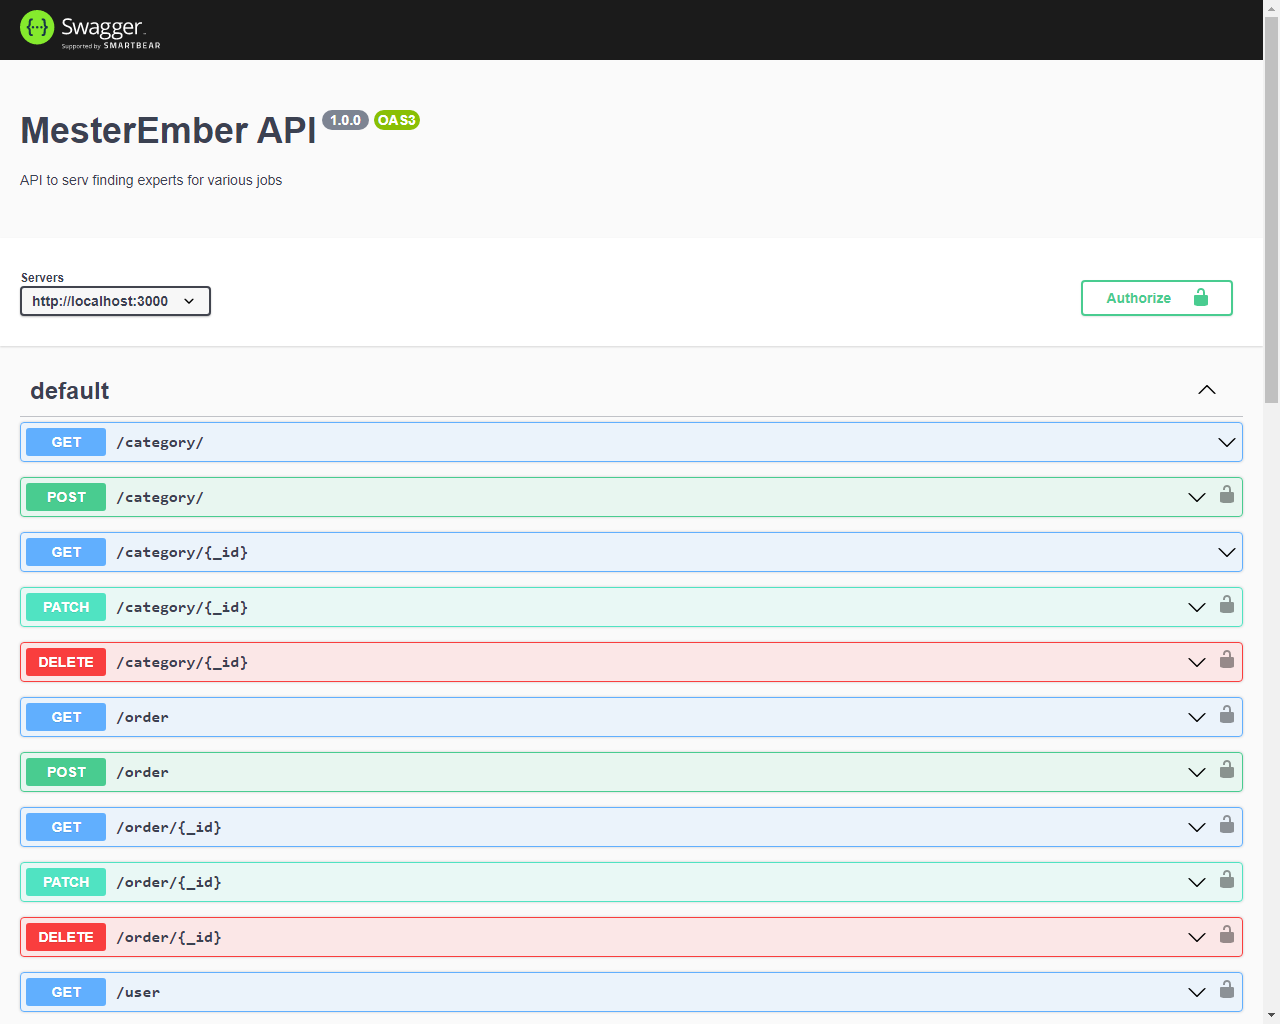 Swagger
Supported by SMARTBEAR
MesterEmber API 1.0.0 OAS3
API to serv finding experts for various jobs
Servers
http://localhost:3000
Authorize
default
GET /category/
POST /category/
GET /category/{_id}
PATCH /category/{_id}
DELETE /category/{_id}
GET /order
POST /order
GET /order/{_id}
PATCH /order/{_id}
DELETE /order/{_id}
GET /user